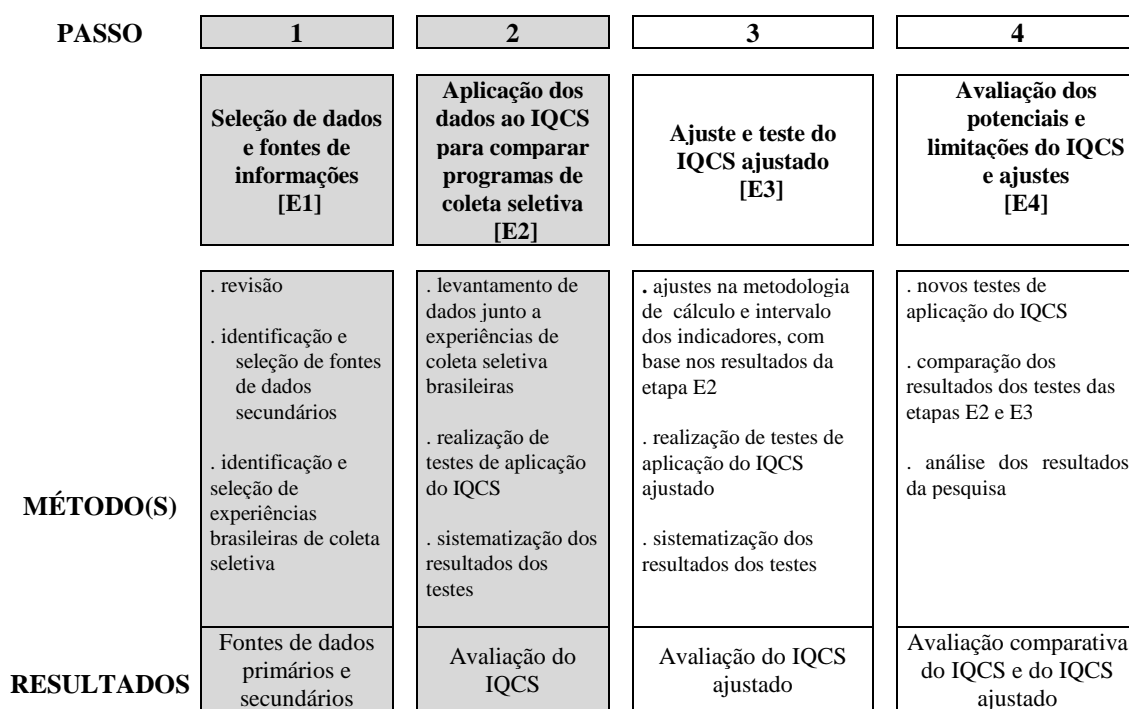 PASSO
1
2
3
4
Seleção de dados
e fontes de
informações
[E1]
Aplicação dos
dados ao IQCS
para comparar
programas de
coleta seletiva
[E2]
Ajuste e teste do
IQCS ajustado
[E3]
Avaliação dos
potenciais e
limitações do IQCS
e ajustes
[E4]
MÉTODO(S)
. revisão
. identificação e
seleção de fontes
de dados
secundários
. identificação e
seleção de
experiências
brasileiras de coleta
seletiva
. levantamento de
dados junto a
experiências de
coleta seletiva
brasileiras
. realização de
testes de aplicação
do IQCS
. sistematização dos
resultados dos
testes
. ajustes na metodologia
de cálculo e intervalo
dos indicadores, com
base nos resultados da
etapa E2
. realização de testes de
aplicação do IQCS
ajustado
. sistematização dos
resultados dos testes
. novos testes de
aplicação do IQCS
. comparação dos
resultados dos testes das
etapas E2 e E3
. análise dos resultados
da pesquisa
RESULTADOS
Fontes de dados
primários e
secundários
Avaliação do
IQCS
Avaliação do IQCS
ajustado
Avaliação comparativa
do IQCS e do IQCS
ajustado